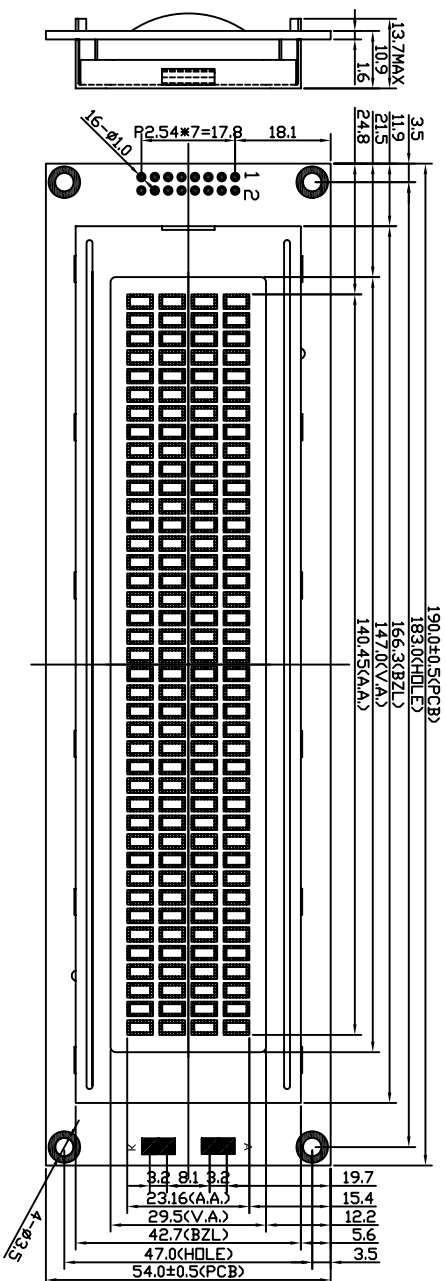 13.7MAX
10.9
1.6
16-ø1.0
P2.54*7=17.8
18.1
3.5
11.9
21.5
24.8
1
2
190.0±0.5(PCB)
183.0(HOLE)
166.3(BZL)
147.0(V.A.)
140.45(A.A.)
K
A
3.2
8.1
3.2
19.7
23.16(A.A.)
15.4
29.5(V.A.)
12.2
42.7(BZL)
5.6
47.0(HOLE)
3.5
54.0±0.5(PCB)
4-ø3.5